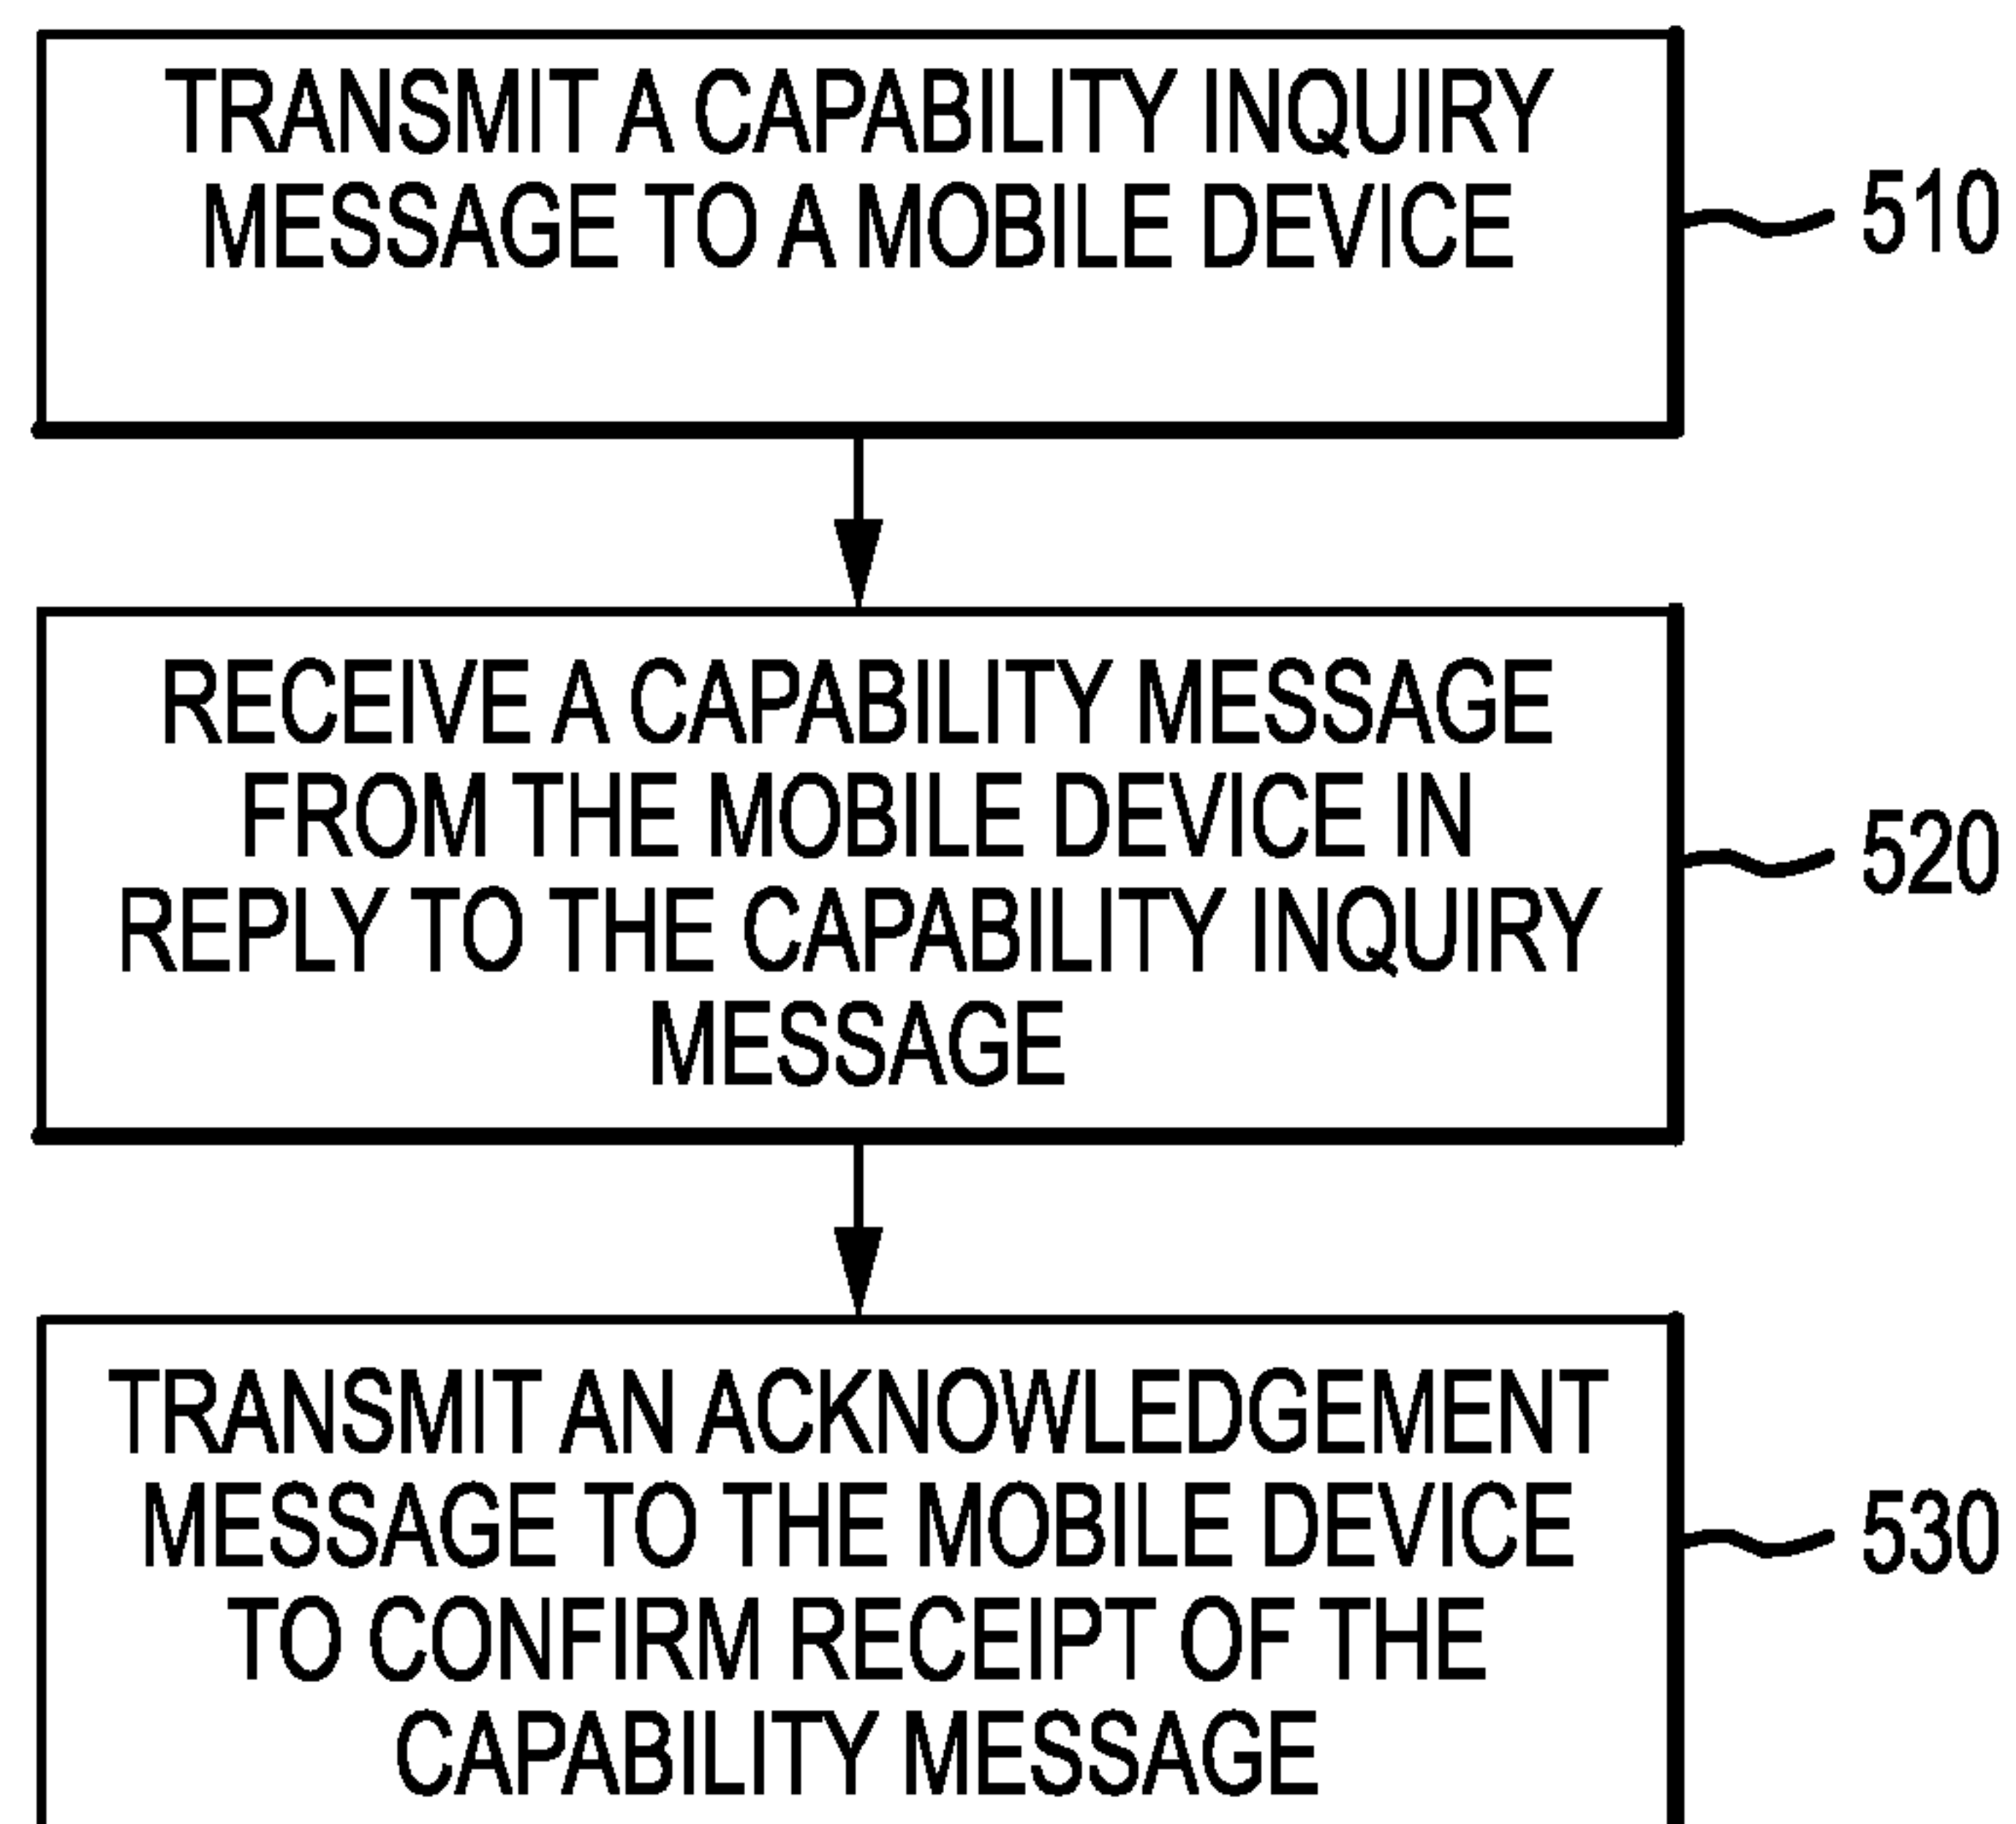 TRANSMIT A CAPABILITY INQUIRY
MESSAGE TO A MOBILE DEVICE
510
RECEIVE A CAPABILITY MESSAGE
FROM THE MOBILE DEVICE IN
REPLY TO THE CAPABILITY INQUIRY
MESSAGE
520
TRANSMIT AN ACKNOWLEDGEMENT
MESSAGE TO THE MOBILE DEVICE
TO CONFIRM RECEIPT OF THE
CAPABILITY MESSAGE
530